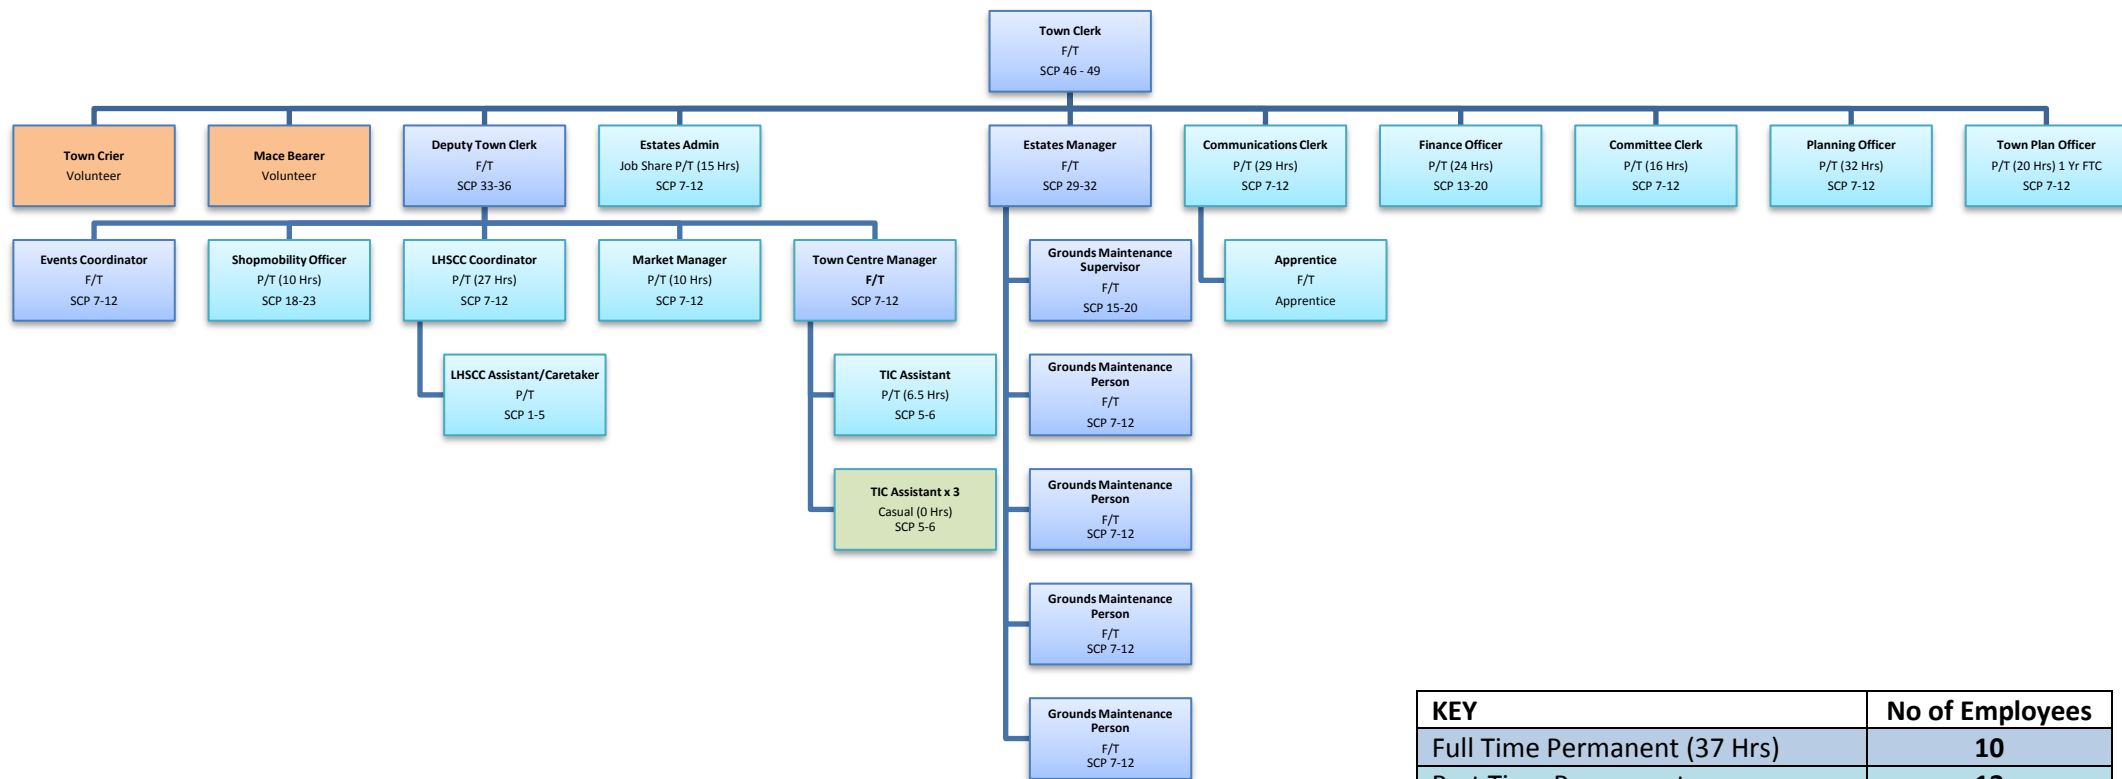 Town Clerk
F/T
SCP 46 - 49
Town Crier
Volunteer
Mace Bearer
Volunteer
Deputy Town Clerk
F/T
SCP 33-36
Estates Admin
Job Share P/T (15 Hrs)
SCP 7-12
Estates Manager
F/T
SCP 29-32
Communications Clerk
P/T (29 Hrs)
SCP 7-12
Finance Officer
P/T (24 Hrs)
SCP 13-20
Committee Clerk
P/T (16 Hrs)
SCP 7-12
Planning Officer
P/T (32 Hrs)
SCP 7-12
Town Plan Officer
P/T (20 Hrs) 1 Yr FTC
SCP 7-12
Events Coordinator
F/T
SCP 7-12
Shopmobility Officer
P/T (10 Hrs)
SCP 18-23
LHSCC Coordinator
P/T (27 Hrs)
SCP 7-12
Market Manager
P/T (10 Hrs)
SCP 7-12
Town Centre Manager
F/T
SCP 7-12
Grounds Maintenance
Supervisor
F/T
SCP 15-20
Apprentice
F/T
Apprentice
LHSCC Assistant/Caretaker
P/T
SCP 1-5
TIC Assistant
P/T (6.5 Hrs)
SCP 5-6
Grounds Maintenance
Person
F/T
SCP 7-12
TIC Assistant x 3
Casual (0 Hrs)
SCP 5-6
Grounds Maintenance
Person
F/T
SCP 7-12
Grounds Maintenance
Person
F/T
SCP 7-12
Grounds Maintenance
Person
F/T
SCP 7-12
KEY No of Employees
Full Time Permanent (37 Hrs) 10